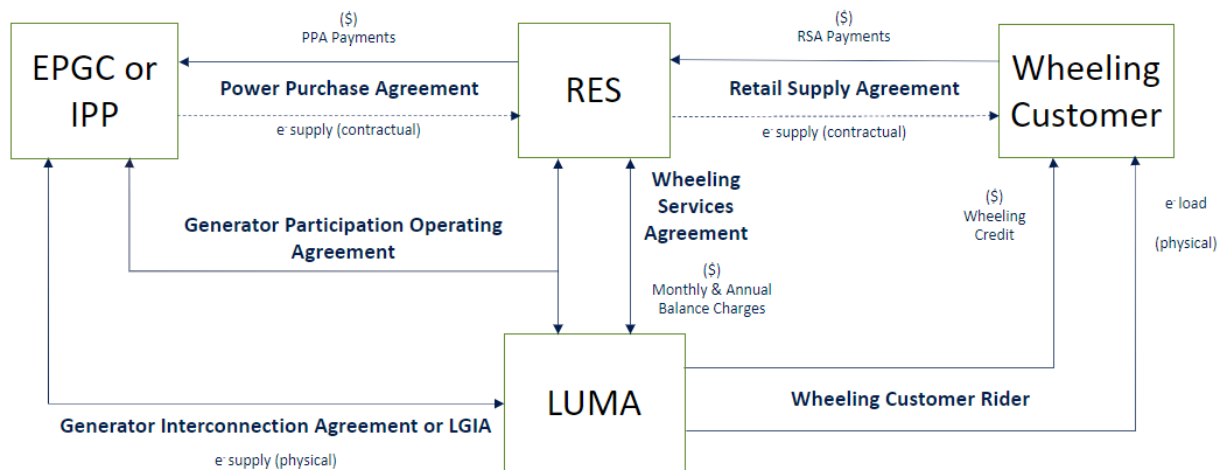 ($)
PPA Payments
($)
RSA Payments
EPGC or
IPP
RES
Wheeling
Customer
Power Purchase Agreement
Retail Supply Agreement
e- supply (contractual)
e- supply (contractual)
Wheeling
Services
Agreement
($)
Wheeling
Credit
e- load
(physical)
Generator Participation Operating
Agreement
($)
Monthly & Annual
Balance Charges
LUMA
Wheeling Customer Rider
Generator Interconnection Agreement or LGIA
e- supply (physical)